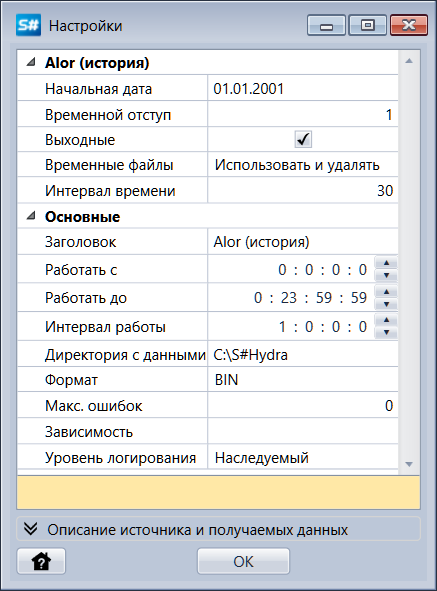 S# Настройки
Alor (история)
Начальная дата 01.01.2001
Временной отступ 1
Выходные
Временные файлы Использовать и удалять
Интервал времени 30
Основные
Заголовок Alor (история)
Работать с 0 : 0 : 0 : 0
Работать до 0 : 23 : 59 : 59
Интервал работы 1 : 0 : 0 : 0
Директория с данными C:\S#Hydra
Формат BIN
Макс. ошибок 0
Зависимость
Уровень логирования Наследуемый
Описание источника и получаемых данных
? OK